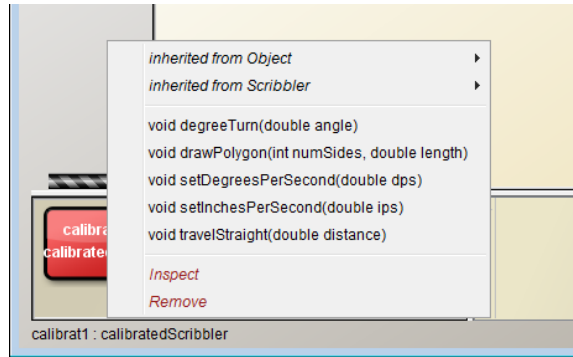 inherited from Object
inherited from Scribbler
void degreeTurn(double angle)
void drawPolygon(int numSides, double length)
void setDegreesPerSecond(double dps)
void setInchesPerSecond(double ips)
void travelStraight(double distance)
Inspect
Remove
calibrat1 : calibratedScribbler